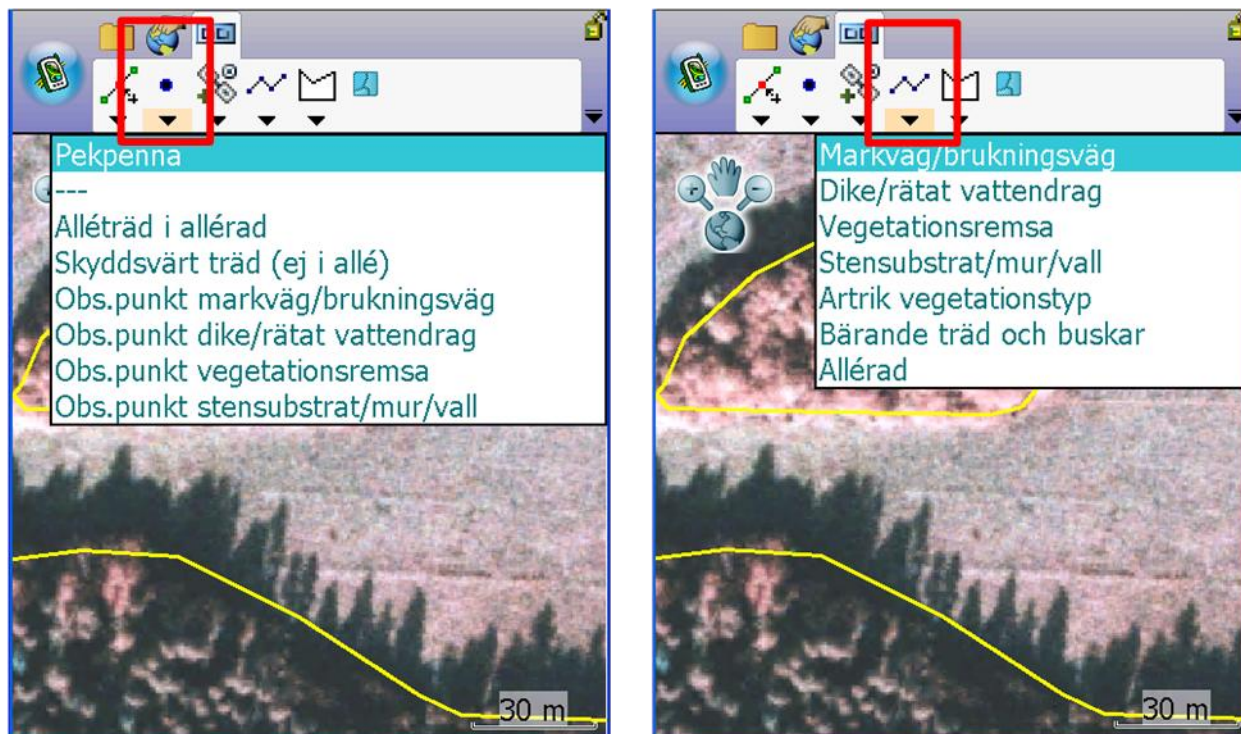 Pekpenna
---
Alléträd i allérad
Skyddsvärt träd (ej i allé)
Obs.punkt markväg/brukningsväg
Obs.punkt dike/rätat vattendrag
Obs.punkt vegetationsremsa
Obs.punkt stensubstrat/mur/vall
30 m
Markväg/brukningsväg
Dike/rätat vattendrag
Vegetationsremsa
Stensubstrat/mur/vall
Artrik vegetationstyp
Bärande träd och buskar
Allérad
30 m